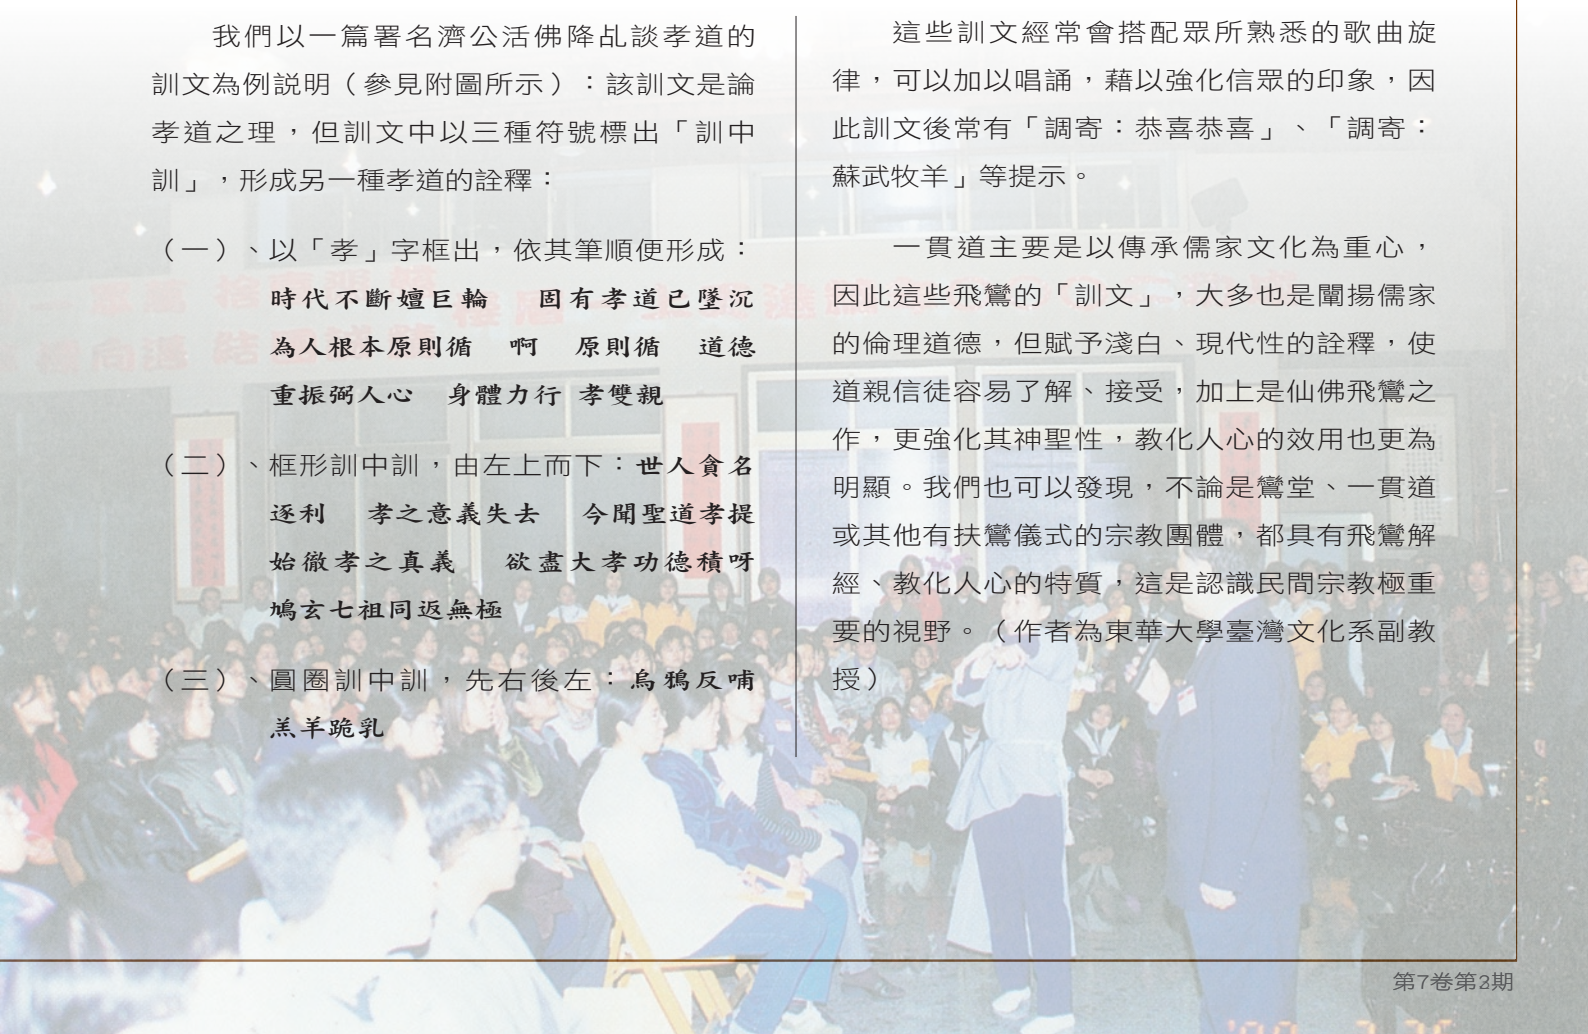 我們以一篇署名濟公活佛降乩談孝道的
訓文為例説明（參見附圖所示）：該訓文是論
孝道之理，但訓文中以三種符號標出「訓中
訓」，形成另一種孝道的詮釋：
（一）、以「孝」字框出，依其筆順便形成：
時代不斷嬗巨輪　固有孝道已墜沉
為人根本原則循　啊　原則循　道德
重振弼人心　身體力行 孝雙親
（二）、框形訓中訓，由左上而下：世人貪名
逐利　孝之意義失去　今聞聖道孝提
始徹孝之真義　欲盡大孝功德積呀
鳩玄七祖同返無極
（三）、圓圈訓中訓，先右後左：烏鴉反哺
羔羊跪乳
這些訓文經常會搭配眾所熟悉的歌曲旋
律，可以加以唱誦，藉以強化信眾的印象，因
此訓文後常有「調寄：恭喜恭喜」、「調寄：
蘇武牧羊」等提示。
一貫道主要是以傳承儒家文化為重心，
因此這些飛鸞的「訓文」，大多也是闡揚儒家
的倫理道德，但賦予淺白、現代性的詮釋，使
道親信徒容易了解、接受，加上是仙佛飛鸞之
作，更強化其神聖性，教化人心的效用也更為
明顯。我們也可以發現，不論是鸞堂、一貫道
或其他有扶鸞儀式的宗教團體，都具有飛鸞解
經、教化人心的特質，這是認識民間宗教極重
要的視野。（作者為東華大學臺灣文化系副教
授）
第7卷第2期